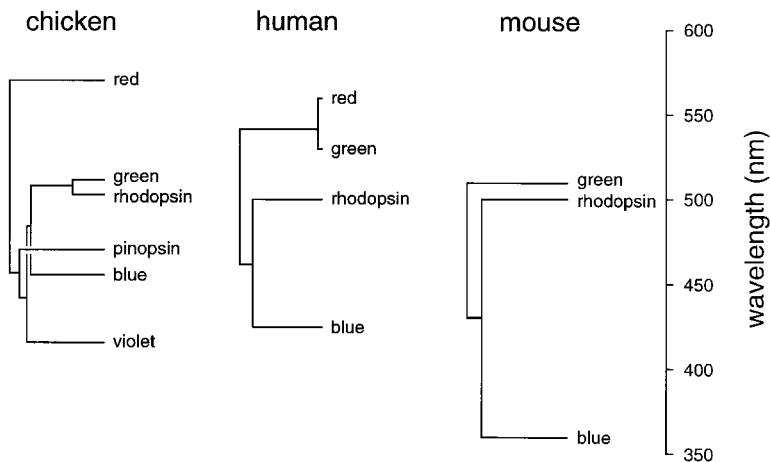 chicken
human
mouse
red
green
rhodopsin
pinopsin
blue
violet
red
green
rhodopsin
blue
green
rhodopsin
blue
600
550
500
450
400
350
wavelength (nm)